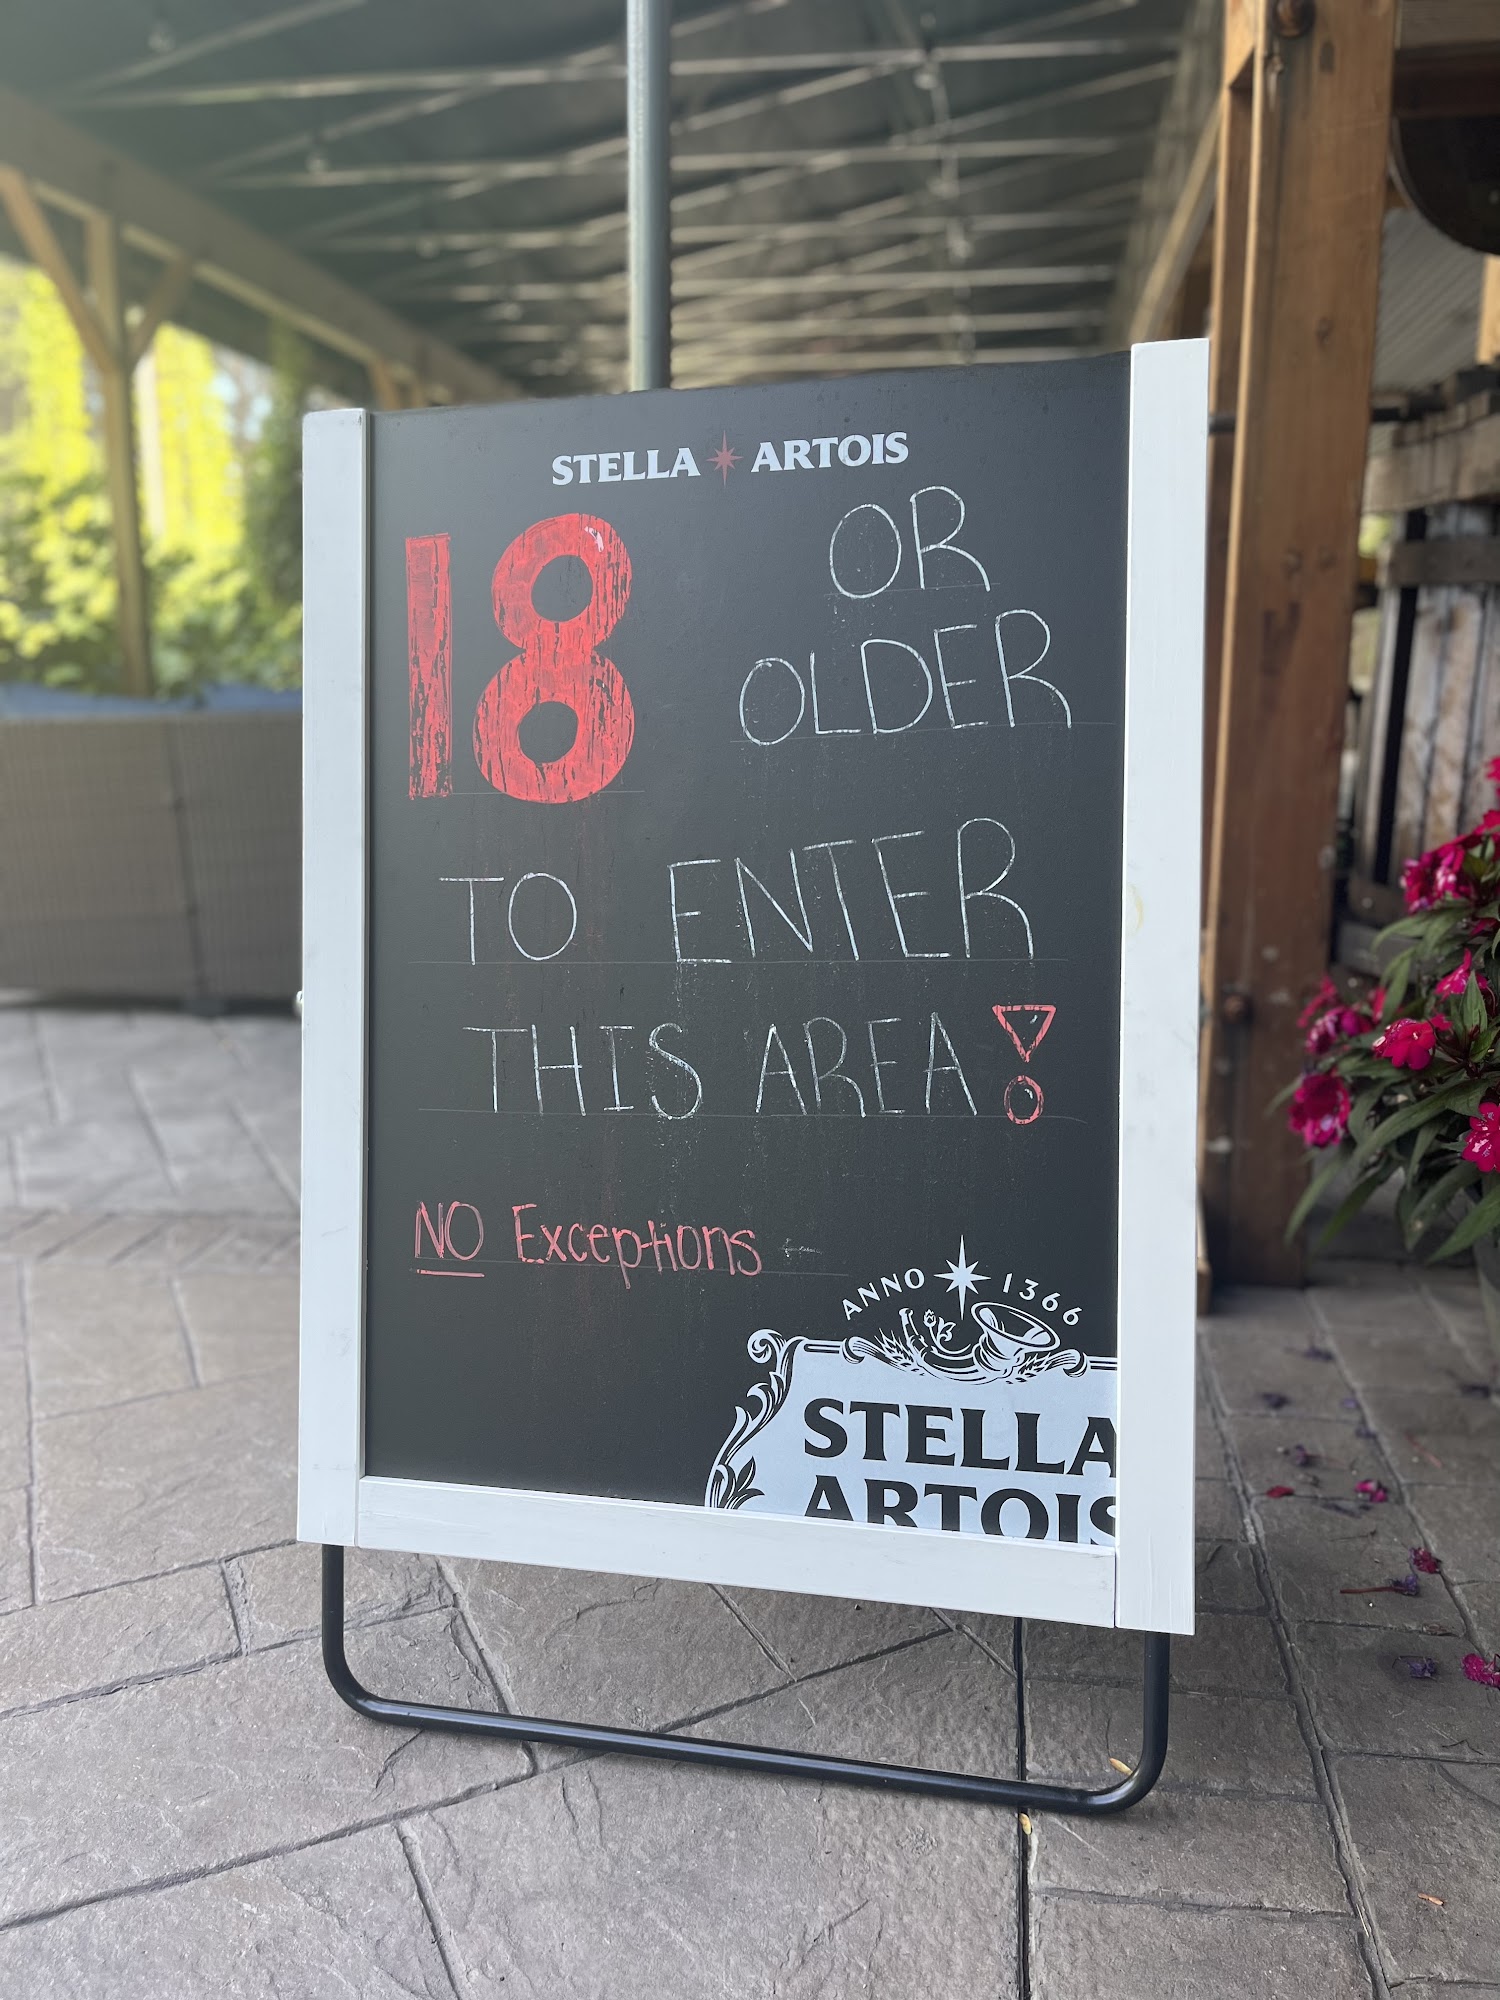 STELLA ARTOIS
18 OR
OLDER
TO ENTER
THIS AREA!
NO Exceptions
ANNO 1366
STELLA
ARTOIS